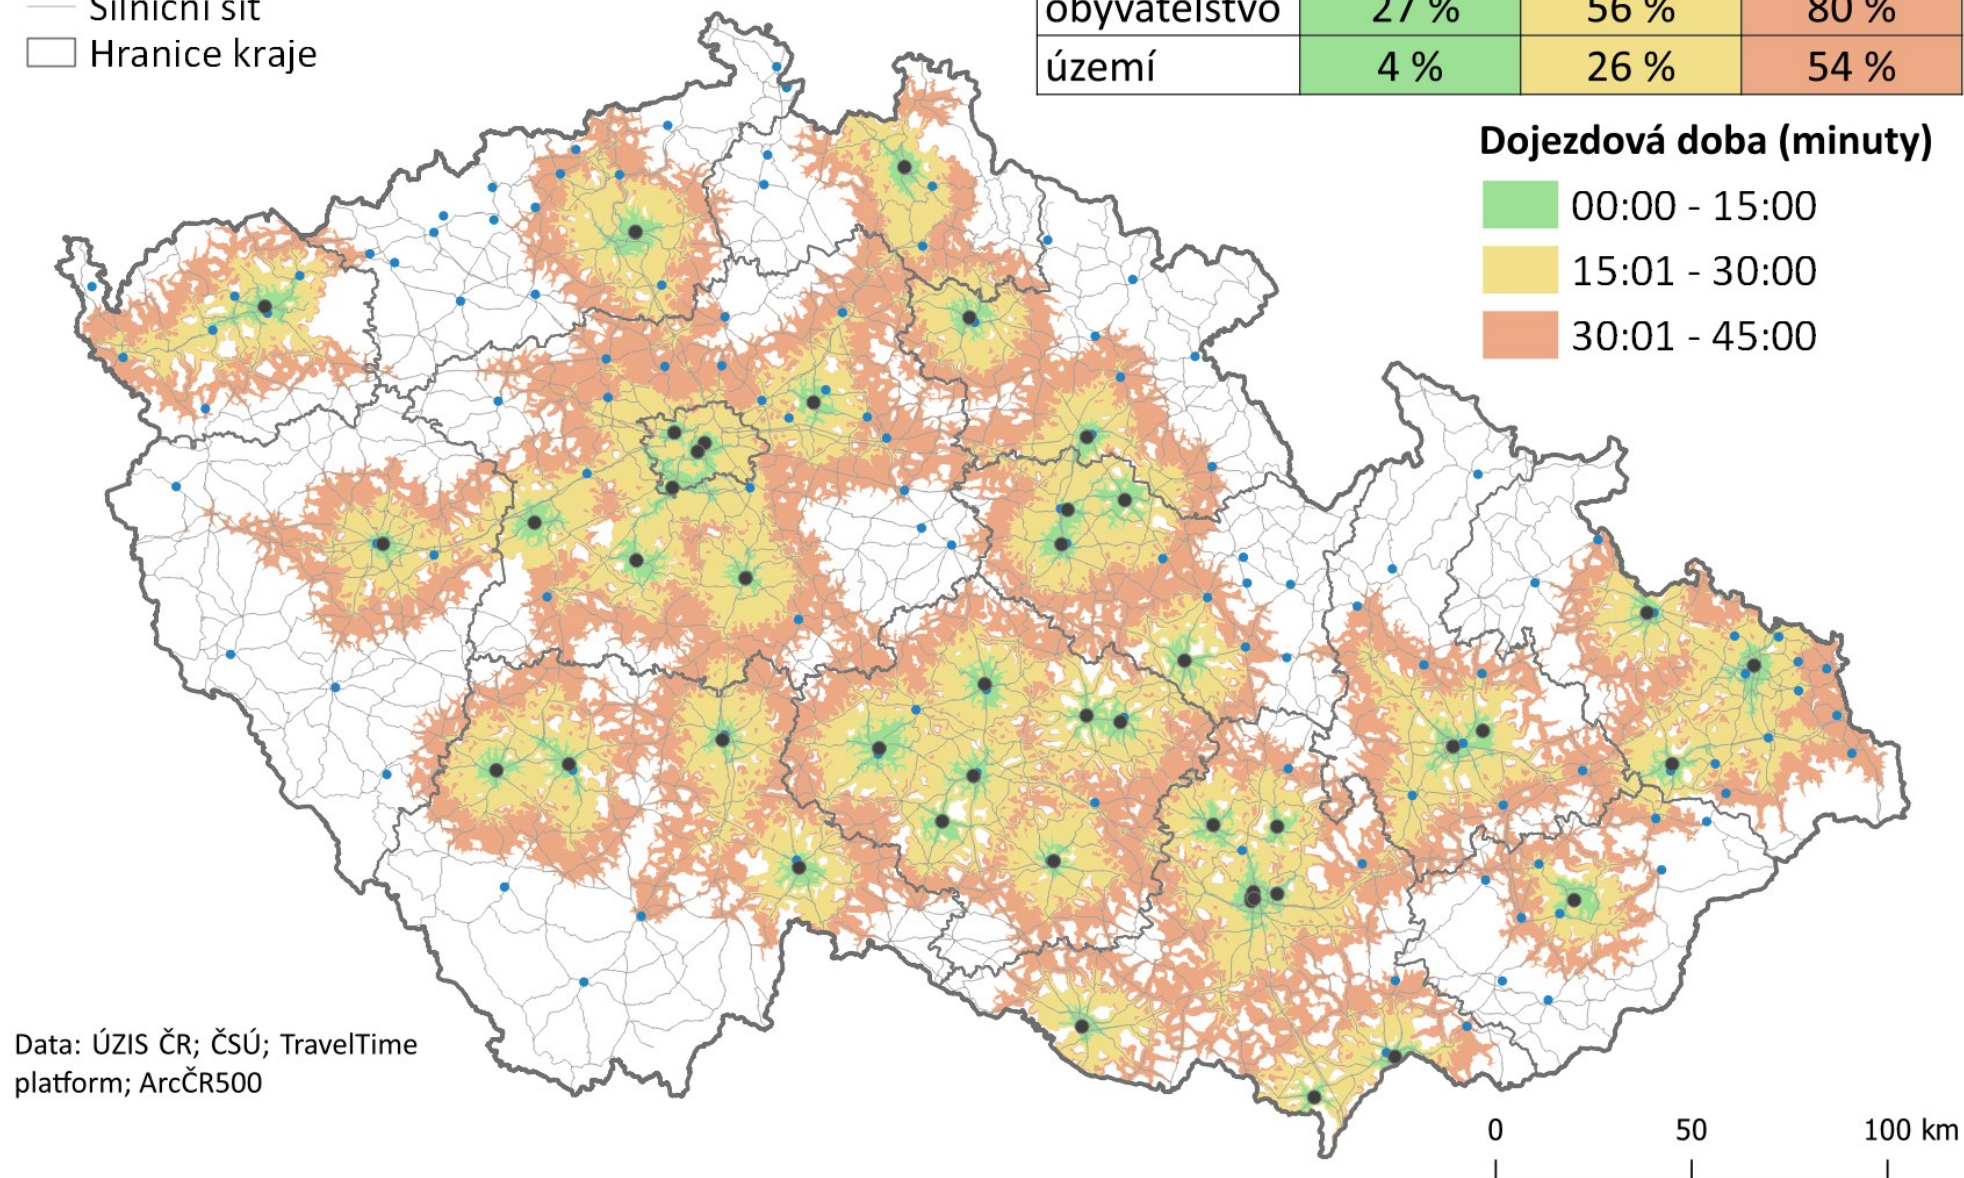 Silniční síť
Hranice kraje
obyvatelstvo 27 % 56 % 80 %
území 4 % 26 % 54 %
Dojezdová doba (minuty)
00:00 - 15:00
15:01 - 30:00
30:01 - 45:00
Data: ÚZIS ČR; ČSÚ; TravelTime
platform; ArcČR500
0 50 100 km